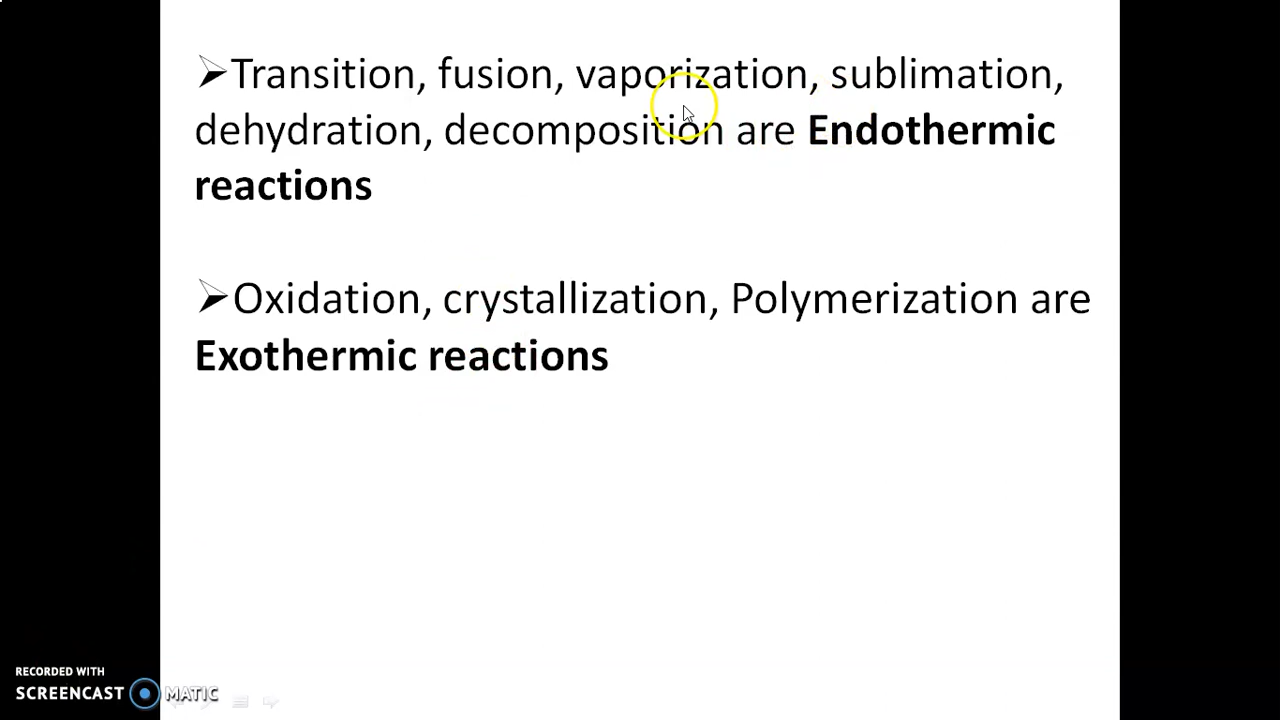 ➢Transition, fusion, vaporization, sublimation,
dehydration, decomposition are Endothermic
reactions
➢Oxidation, crystallization, Polymerization are
Exothermic reactions
RECORDED WITH
SCREENCAST MATIC